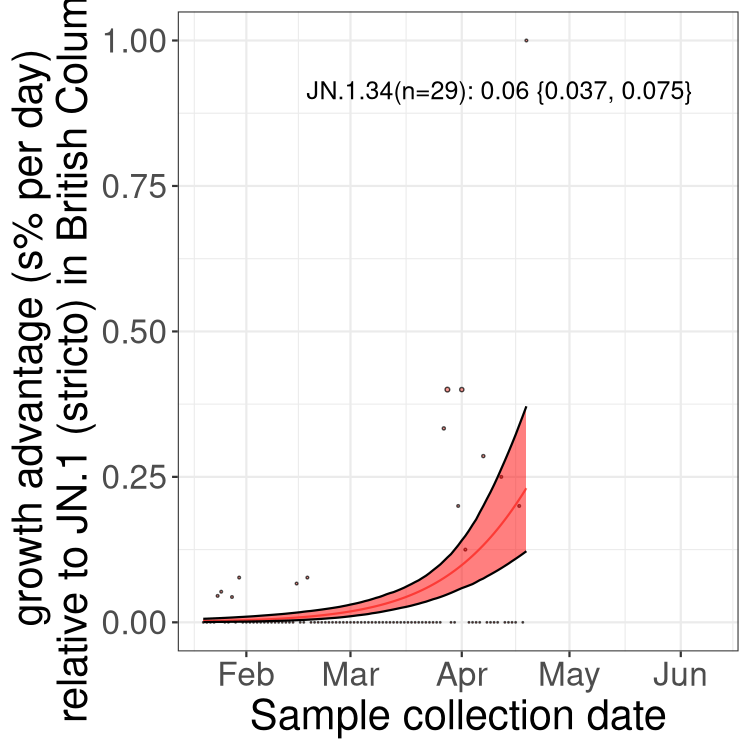 growth advantage (s% per day)
relative to JN.1 (stricto) in British Colum
1.00
0.75
0.50
0.25
0.00
JN.1.34(n=29): 0.06 {0.037, 0.075}
Feb Mar Apr May Jun
Sample collection date